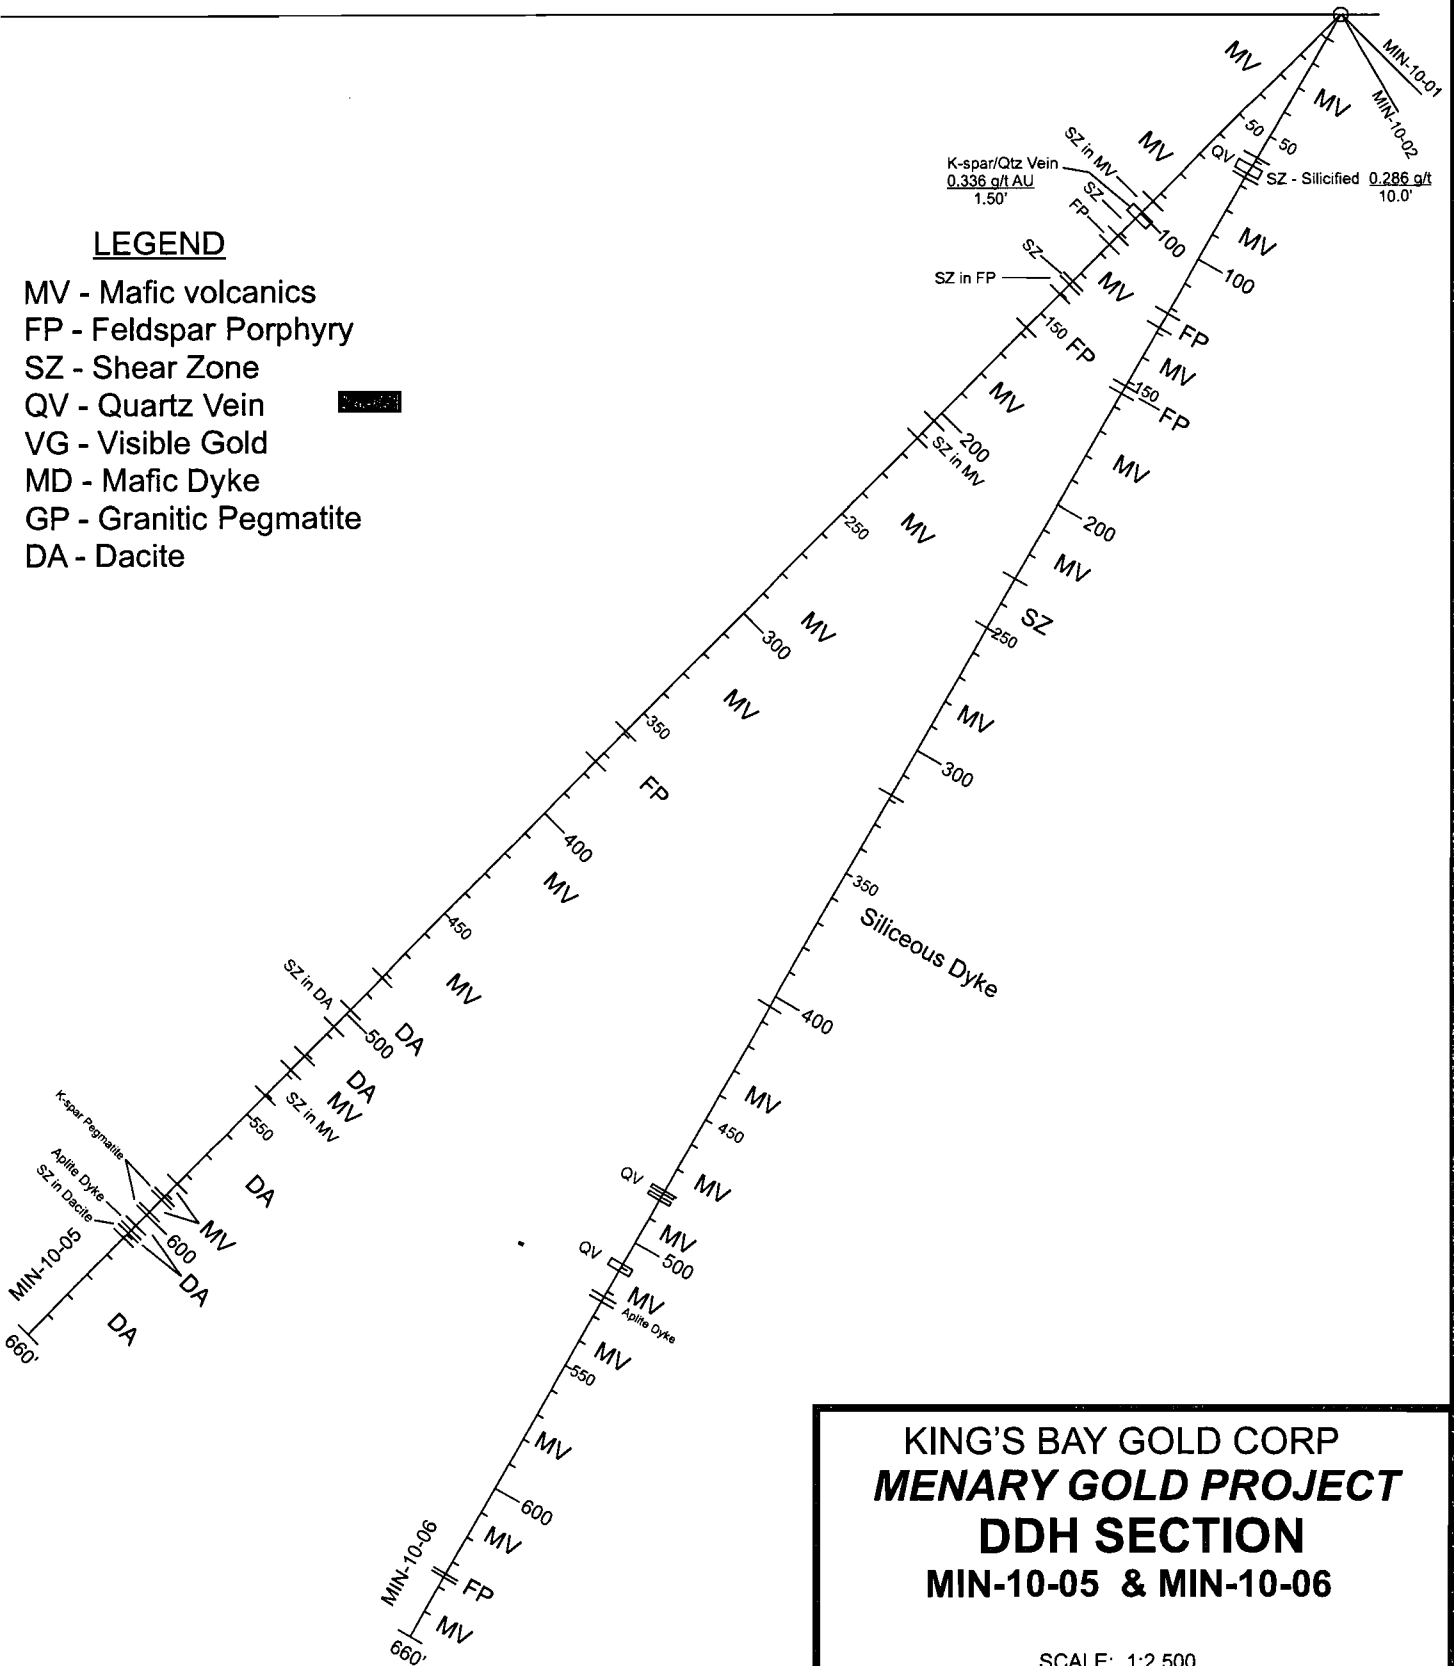 MIN-10-01
MIN-10-02
MV
MV
50
50
QV
SZ - Silicified 0.286 g/t
10.0'
MV
SZ in MV
K-spar/Qtz Vein
0.336 g/t AU
1.50'
SZ
FP
SZ
SZ in FP
100
MV
MV
100
150
FP
FP
MV
150
FP
MV
200
SZ in MV
MV
200
250
MV
MV
SZ
250
300
MV
MV
300
MV
350
FP
350
Siliceous Dyke
400
MV
400
450
MV
SZ in DA
500
DA
DA
MV
SZ in MV
550
DA
K-spar Pegmatite
Aplite Dyke
SZ in Dacite
MV
600
DA
MIN-10-05
DA
660'
MV
450
QV
MV
MV
500
QV
MV
Aplite Dyke
MV
550
MV
600
MV
MIN-10-06
FP
MV
660'
LEGEND
MV - Mafic volcanics
FP - Feldspar Porphyry
SZ - Shear Zone
QV - Quartz Vein
VG - Visible Gold
MD - Mafic Dyke
GP - Granitic Pegmatite
DA - Dacite
KING'S BAY GOLD CORP
MENARY GOLD PROJECT
DDH SECTION
MIN-10-05 & MIN-10-06
SCALE: 1:2,500